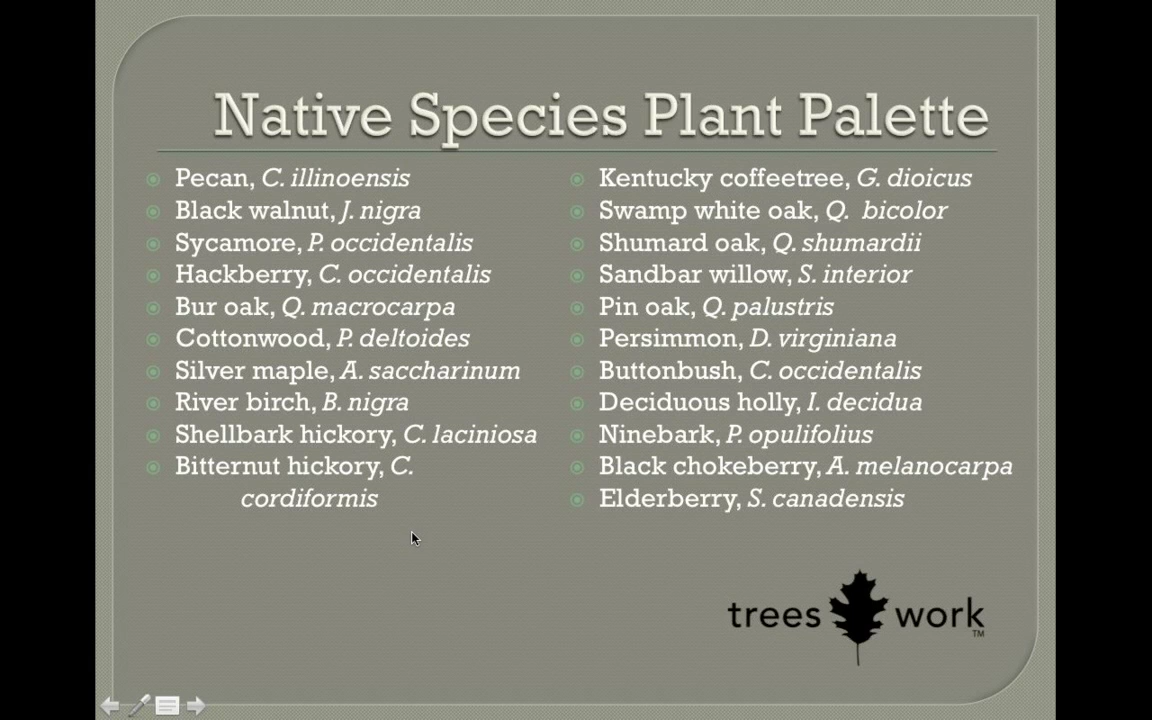 Native Species Plant Palette
Pecan, C. illinoensis
Black walnut, J. nigra
Sycamore, P. occidentalis
Hackberry, C. occidentalis
Bur oak, Q. macrocarpa
Cottonwood, P. deltoides
Silver maple, A. saccharinum
River birch, B. nigra
Shellbark hickory, C. laciniosa
Bitternut hickory, C.
cordiformis
Kentucky coffeetree, G. dioicus
Swamp white oak, Q. bicolor
Shumard oak, Q. shumardii
Sandbar willow, S. interior
Pin oak, Q. palustris
Persimmon, D. virginiana
Buttonbush, C. occidentalis
Deciduous holly, I. decidua
Ninebark, P. opulifolius
Black chokeberry, A. melanocarpa
Elderberry, S. canadensis
trees work TM